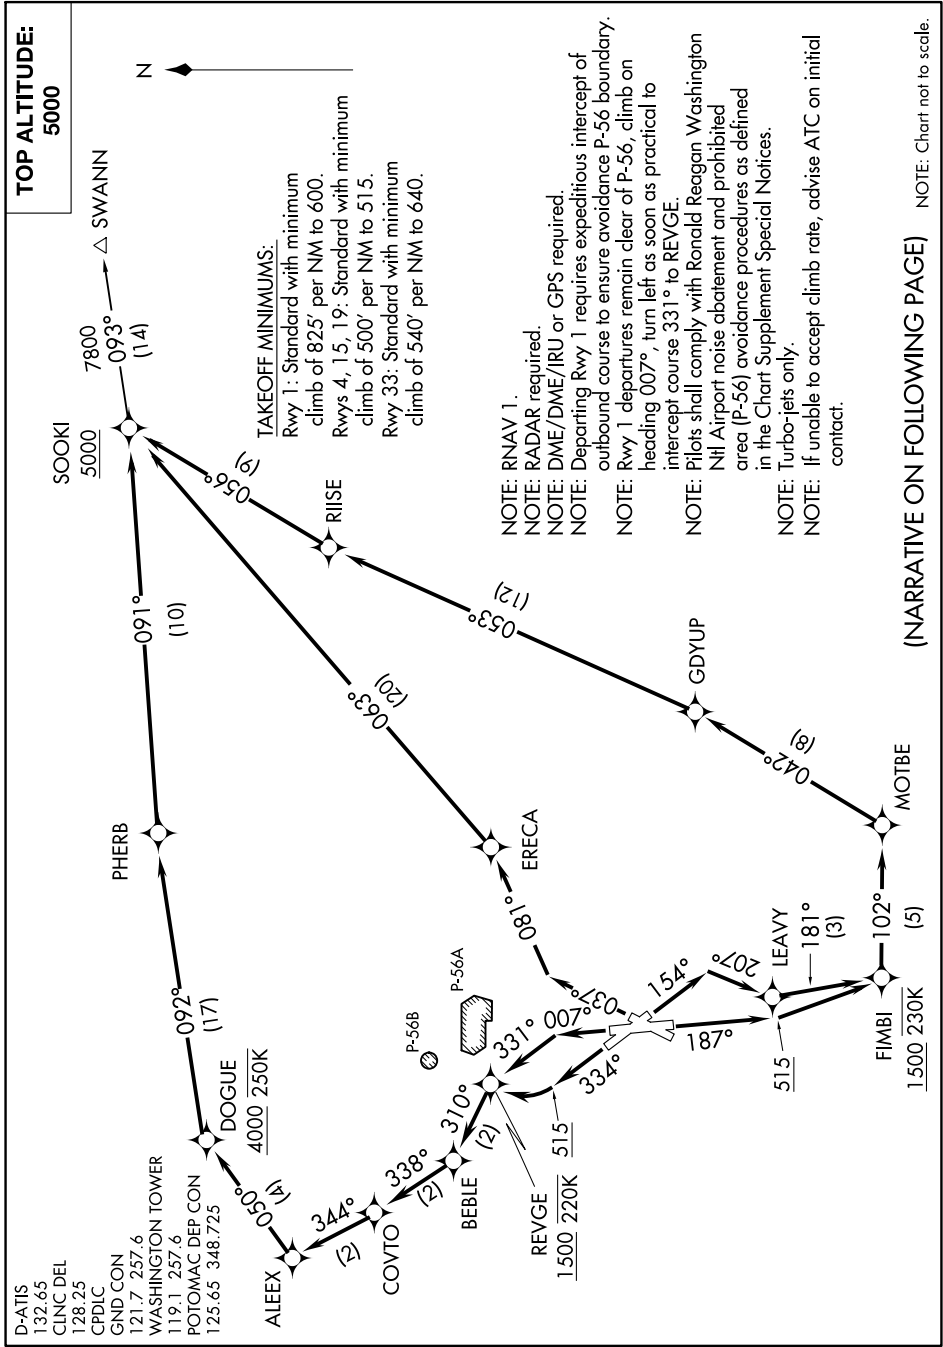 TOP ALTITUDE:
5000
D-ATIS
132.65
CLNC DEL
128.25
CPDLC
GND CON
121.7 257.6
WASHINGTON TOWER
119.1 257.6
POTOMAC DEP CON
125.65 348.725
N
SWANN
7800
093°
(14)
SOOKI
5000
091°
(10)
PHERB
092°
(17)
DOGUE
4000 250K
050°
(4)
ALEEX
344°
(2)
COVTO
338°
(2)
BEBLE
310°
(2)
REVGE
1500 220K
331°
007°
334°
515
P-56B
P-56A
037°
081°
ERECA
063°
(20)
056°
(9)
RIISE
053°
(12)
GDYUP
042°
(8)
MOTBE
102°
(5)
FIMBI
1500 230K
LEAVY
181°
(3)
154°
207°
187°
515
TAKEOFF MINIMUMS:
Rwy 1: Standard with minimum
climb of 825' per NM to 600.
Rwys 4, 15, 19: Standard with minimum
climb of 500' per NM to 515.
Rwy 33: Standard with minimum
climb of 540' per NM to 640.
NOTE: RNAV 1.
NOTE: RADAR required.
NOTE: DME/DME/IRU or GPS required.
NOTE: Departing Rwy 1 requires expeditious intercept of
outbound course to ensure avoidance P-56 boundary.
NOTE: Rwy 1 departures remain clear of P-56, climb on
heading 007°, turn left as soon as practical to
intercept course 331° to REVGE.
NOTE: Pilots shall comply with Ronald Reagan Washington
Ntl Airport noise abatement and prohibited
area (P-56) avoidance procedures as defined
in the Chart Supplement Special Notices.
NOTE: Turbo-jets only.
NOTE: If unable to accept climb rate, advise ATC on initial
contact.
(NARRATIVE ON FOLLOWING PAGE)
NOTE: Chart not to scale.